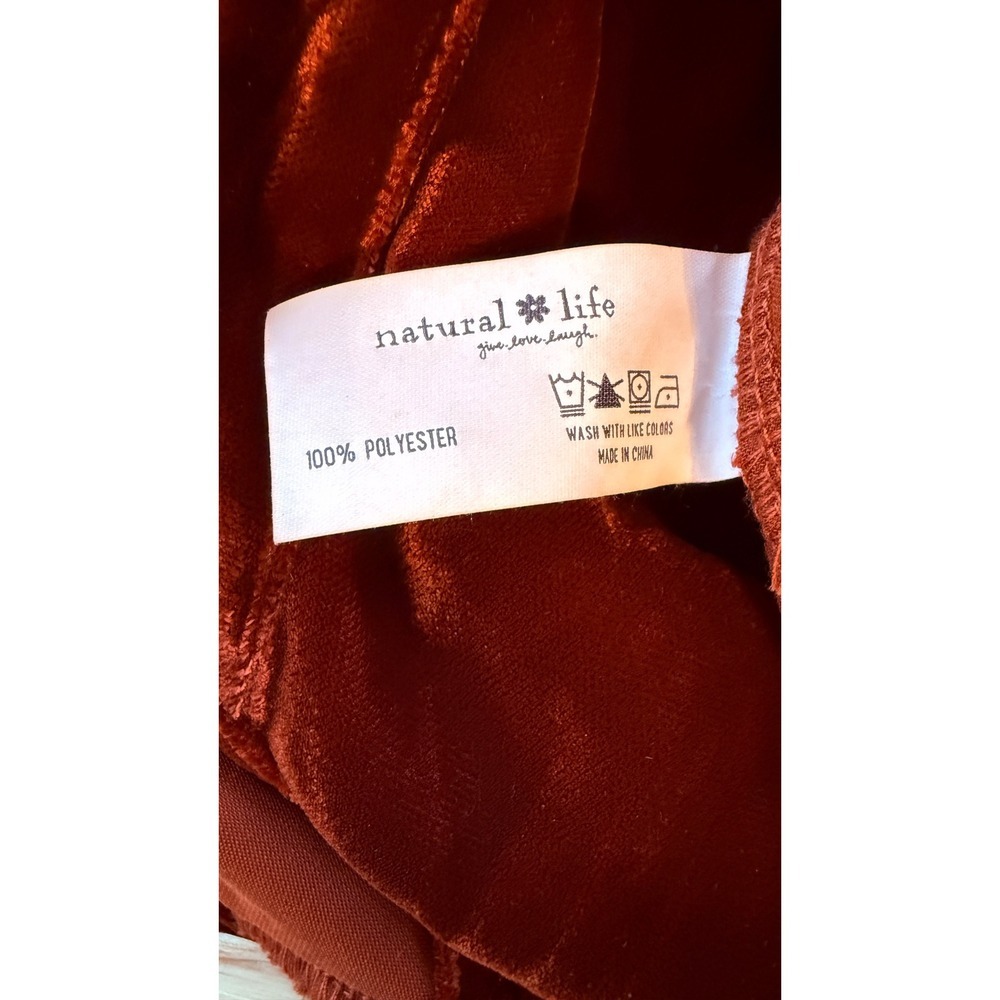 natural life
give.love.laugh.
100% POLYESTER
WASH WITH LIKE COLORS
MADE IN CHINA